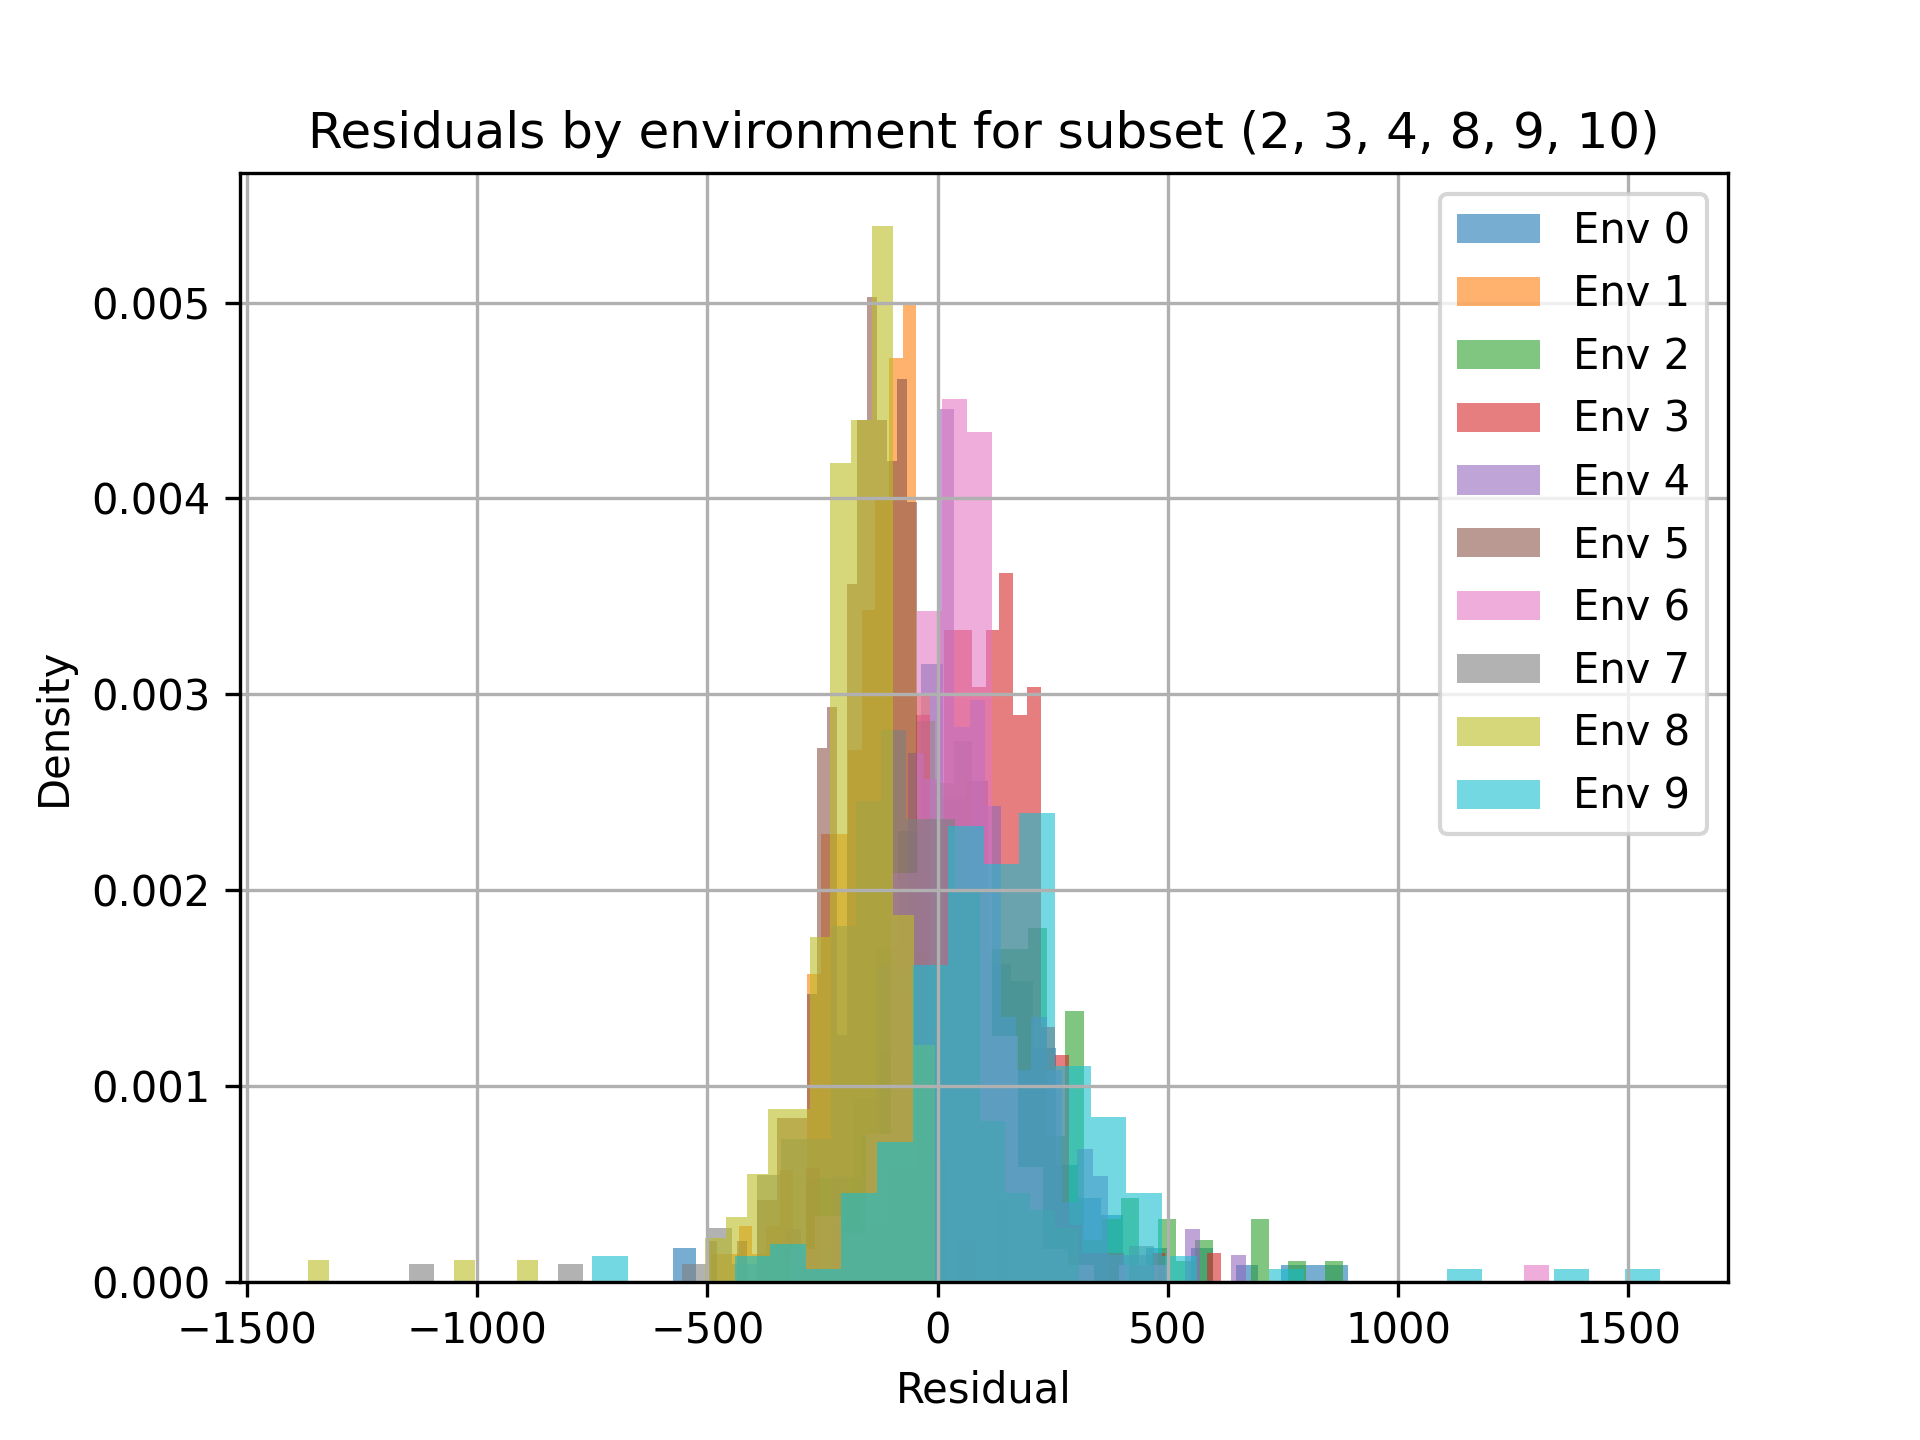 Residuals by environment for subset (2, 3, 4, 8, 9, 10)
Env 0
Env 1
Env 2
Env 3
Env 4
Env 5
Env 6
Env 7
Env 8
Env 9
Density
0.005
0.004
0.003
0.002
0.001
0.000
−1500 −1000 −500 0 500 1000 1500
Residual